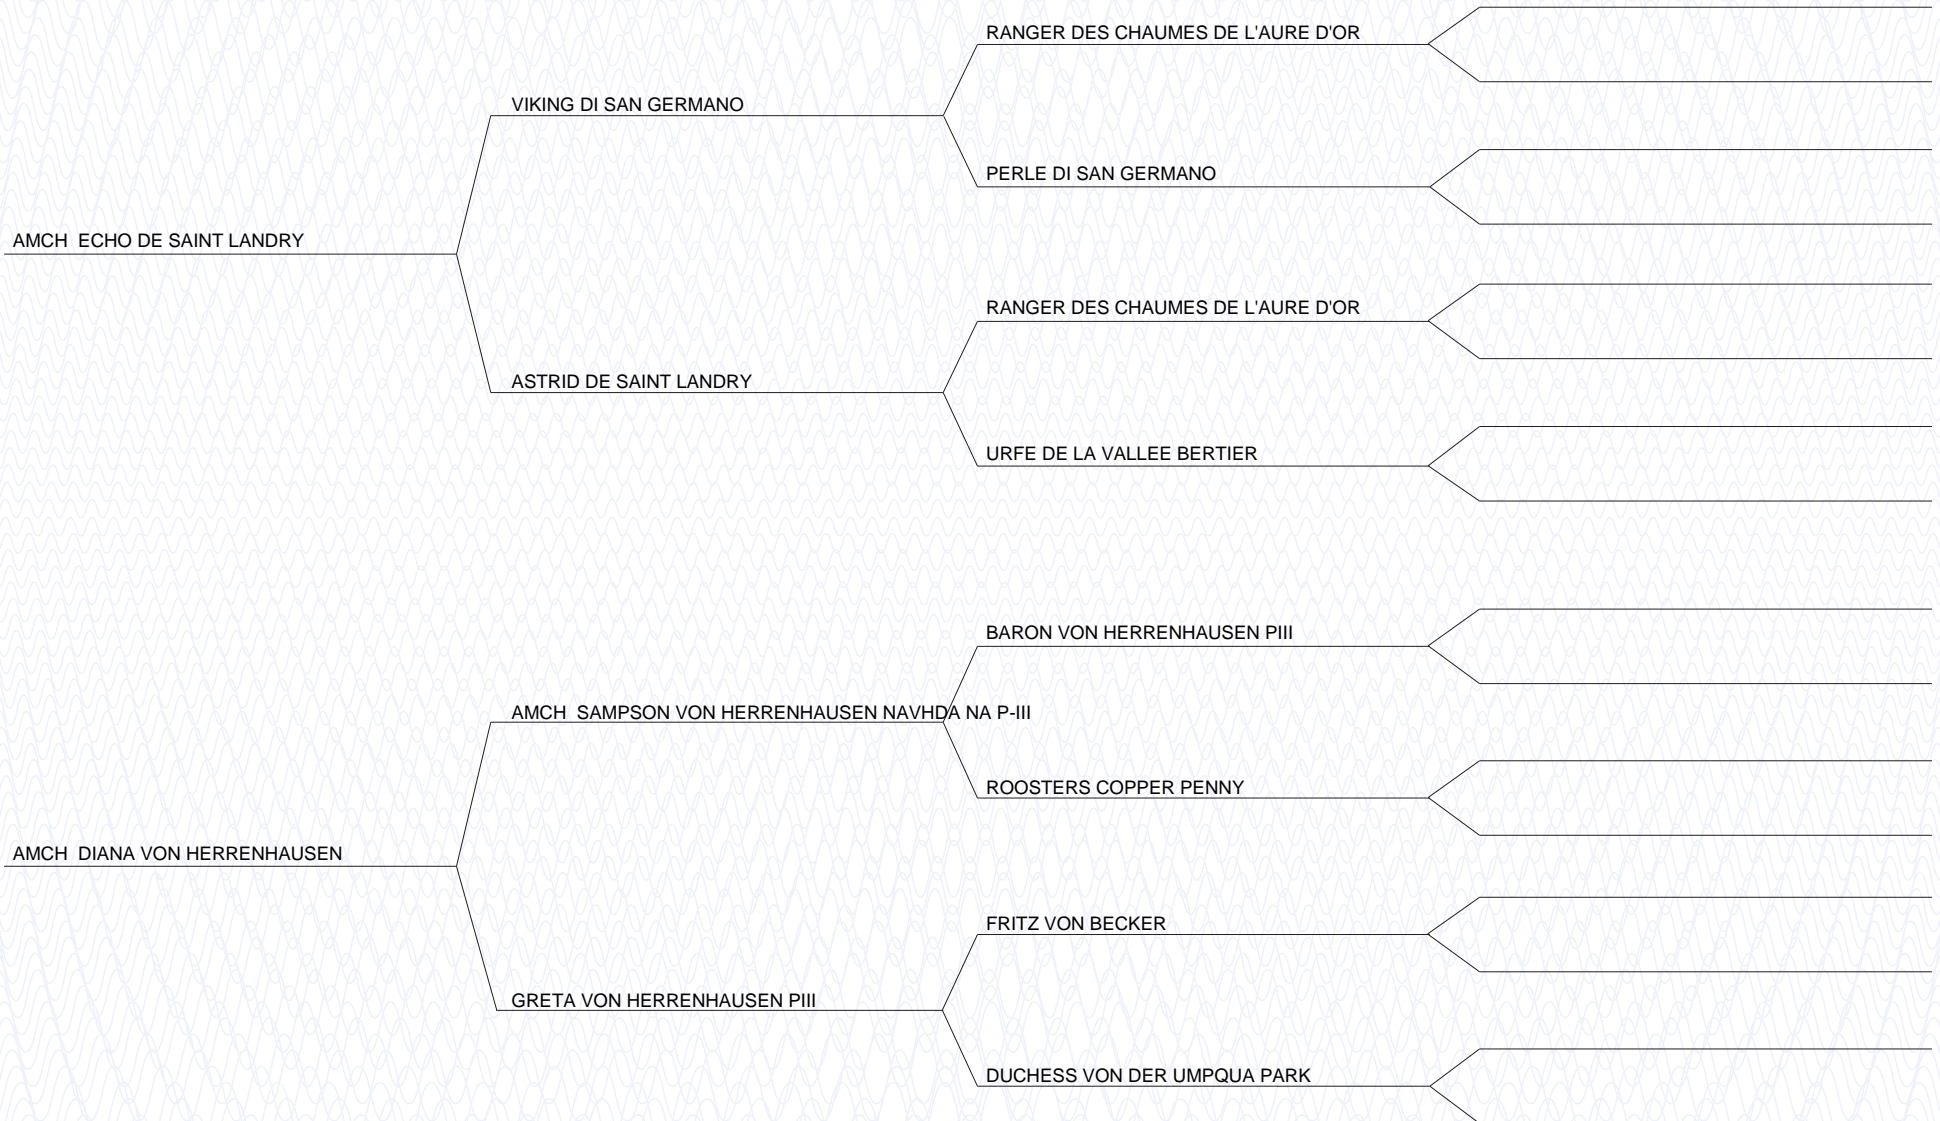 RANGER DES CHAUMES DE L'AURE D'OR
VIKING DI SAN GERMANO
PERLE DI SAN GERMANO
AMCH  ECHO DE SAINT LANDRY
RANGER DES CHAUMES DE L'AURE D'OR
ASTRID DE SAINT LANDRY
URFE DE LA VALLEE BERTIER
BARON VON HERRENHAUSEN PIII
AMCH  SAMPSON VON HERRENHAUSEN NAVHDA NA P-III
ROOSTERS COPPER PENNY
AMCH  DIANA VON HERRENHAUSEN
FRITZ VON BECKER
GRETA VON HERRENHAUSEN PIII
DUCHESS VON DER UMPQUA PARK